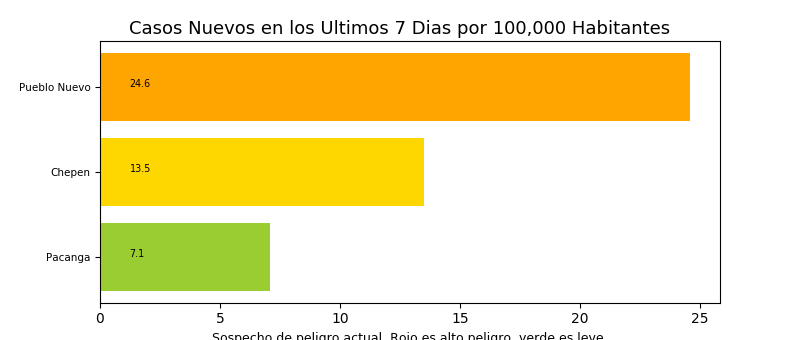 Casos Nuevos en los Ultimos 7 Dias por 100,000 Habitantes
Pueblo Nuevo
24.6
Chepen
13.5
Pacanga
7.1
0 5 10 15 20 25
Sospecho de peligro actual. Rojo es alto peligro, verde es leve